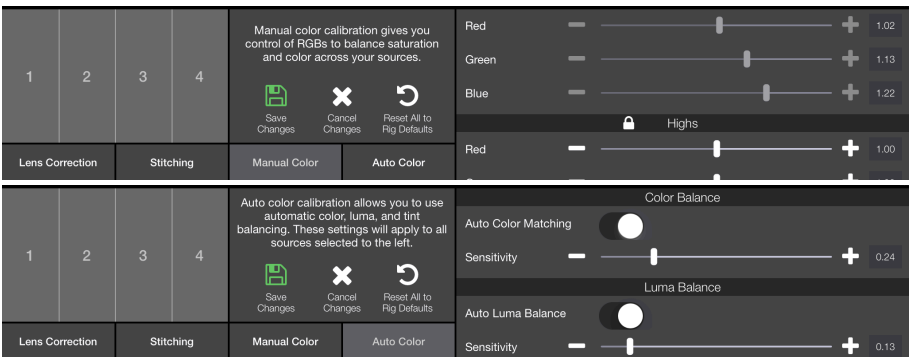 1 2 3 4
Manual color calibration gives you
control of RGBs to balance saturation
and color across your sources.
Save
Changes
Cancel
Changes
Reset All to
Rig Defaults
Lens Correction Stitching Manual Color Auto Color
Red 1.02
Green 1.13
Blue 1.22
Highs
Red 1.00
1 2 3 4
Auto color calibration allows you to use
automatic color, luma, and tint
balancing. These settings will apply to all
sources selected to the left.
Save
Changes
Cancel
Changes
Reset All to
Rig Defaults
Lens Correction Stitching Manual Color Auto Color
Color Balance
Auto Color Matching
Sensitivity 0.24
Luma Balance
Auto Luma Balance
Sensitivity 0.13